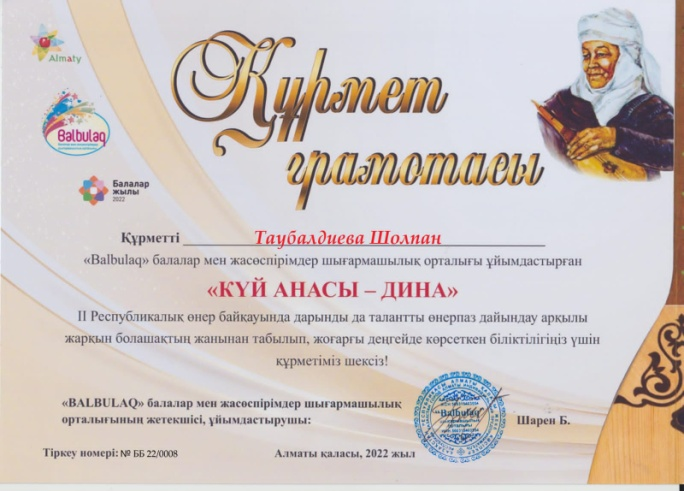 Almaty
Balbulaq
Балалар
жылы
2022
Құрмет
грамотасы
Құрметті Таубалдиева Шолпан
«Balbulaq» балалар мен жасөспірімдер шығармашылық орталығы ұйымдастырған
«КҮЙ АНАСЫ – ДИНА»
II Республикалық өнер байқауында дарынды да талантты өнерпаз дайындау арқылы
жарқын болашақтың жанынан табылып, жоғарғы деңгейде көрсеткен біліктілігіңіз үшін
құрметіміз шексіз!
«BALBULAQ» балалар мен жасөспірімдер шығармашылық
орталығының жетекшісі, ұйымдастырушы:
"Balbulaq"
Шарен Б.
Тіркеу номері: № ББ 22/0008
Алматы қаласы, 2022 жыл